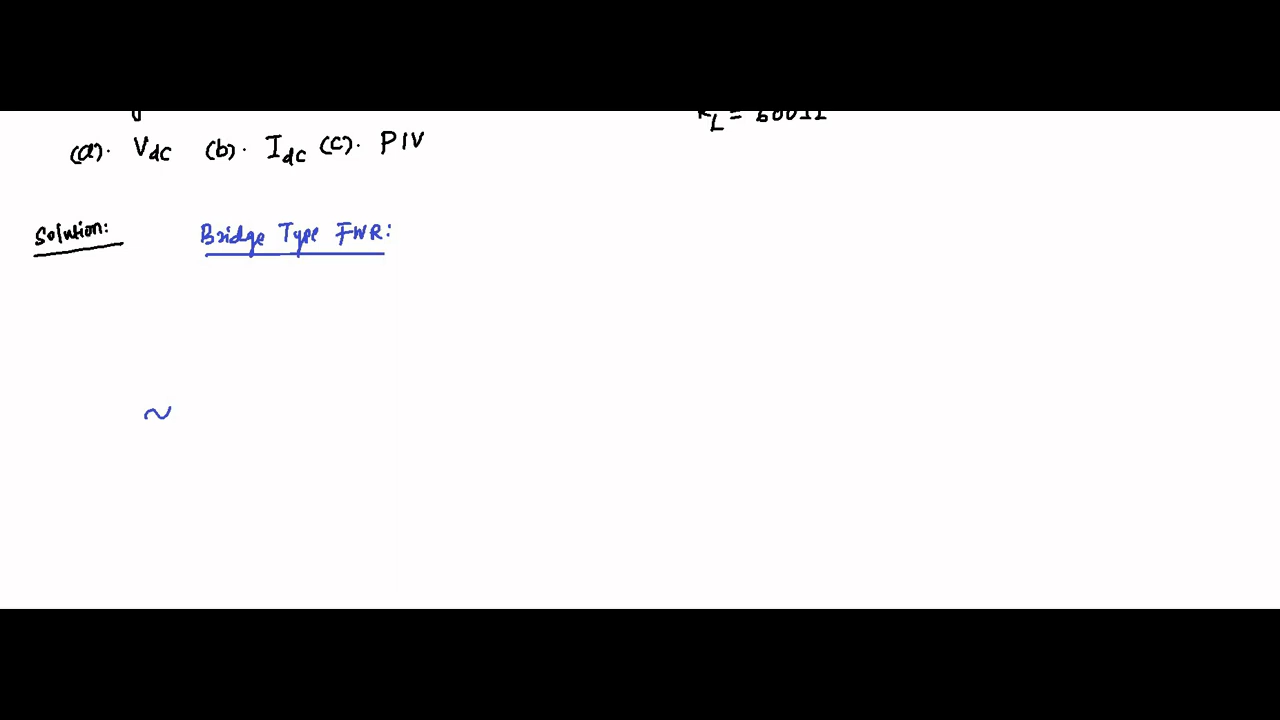 (a). Vdc (b). Idc (c). PIV
Solution: Bridge Type FWR:
~